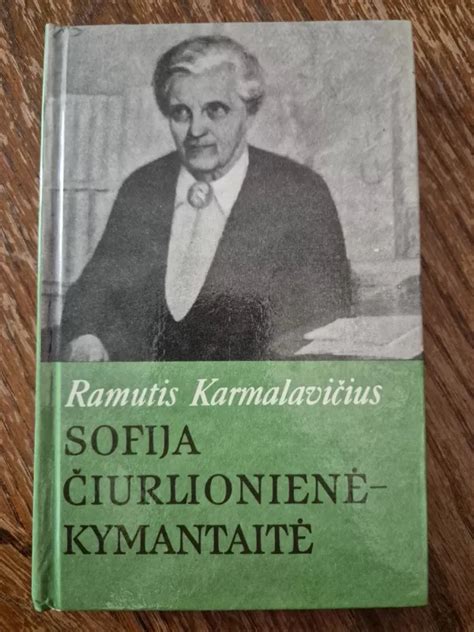 Ramutis Karmalavičius
SOFIJA
ČIURLIONIENĖ-
KYMANTAITĖ